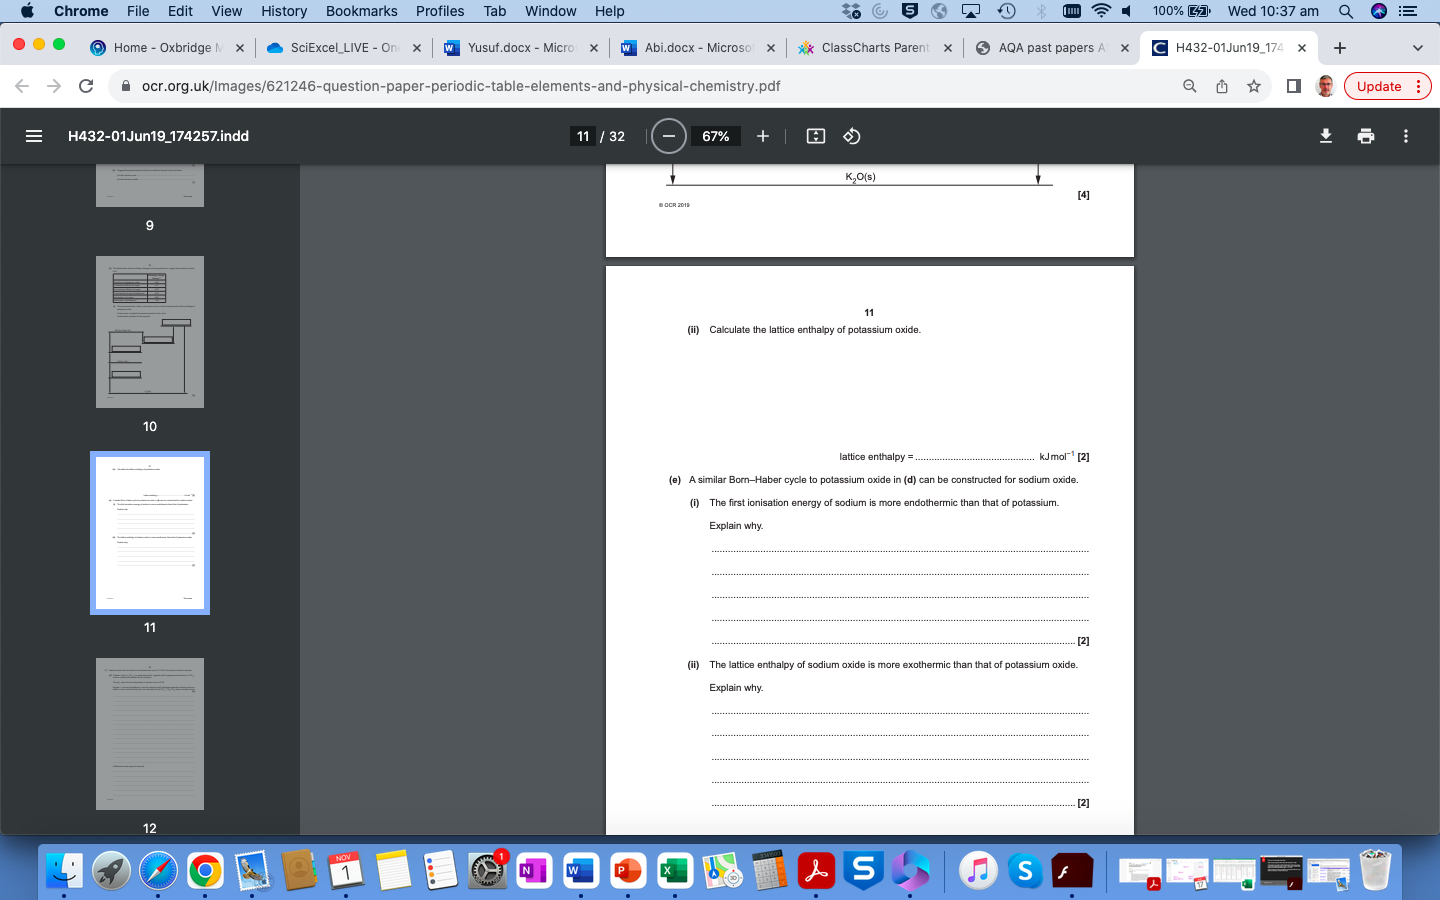 Chrome File Edit View History Bookmarks Profiles Tab Window Help 100% Wed 10:37 am
Home - Oxbridge M SciExcel_LIVE - On Yusuf.docx - Micro Abi.docx - Microso ClassCharts Parent AQA past papers A H432-01Jun19_174
ocr.org.uk/Images/621246-question-paper-periodic-table-elements-and-physical-chemistry.pdf Update
H432-01Jun19_174257.indd 11 / 32 67%
9
10
11
12
K2O(s)
[4]
© OCR 2019
11
(ii) Calculate the lattice enthalpy of potassium oxide.
lattice enthalpy = ............................................ kJ mol⁻¹ [2]
(e) A similar Born–Haber cycle to potassium oxide in (d) can be constructed for sodium oxide.
(i) The first ionisation energy of sodium is more endothermic than that of potassium.
Explain why.
[2]
(ii) The lattice enthalpy of sodium oxide is more exothermic than that of potassium oxide.
Explain why.
[2]
NOV
1
1